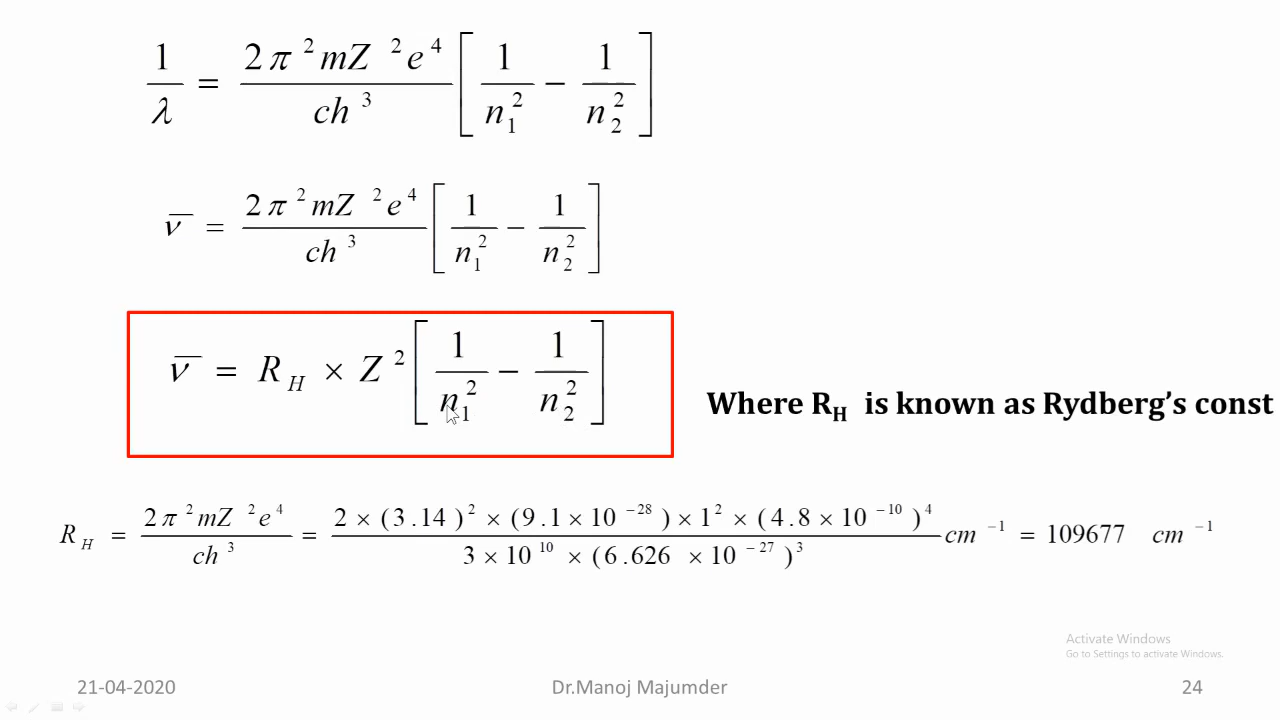 1/λ = 2π²mZ²e⁴/ch³ [1/n₁² − 1/n₂²]
ν̅ = 2π²mZ²e⁴/ch³ [1/n₁² − 1/n₂²]
ν̅ = R_H × Z² [1/n₁² − 1/n₂²]
Where R_H is known as Rydberg’s const
R_H = 2π²mZ²e⁴/ch³ = 2 × (3.14)² × (9.1 × 10⁻²⁸) × 1² × (4.8 × 10⁻¹⁰)⁴ / 3 × 10¹⁰ × (6.626 × 10⁻²⁷)³ cm⁻¹ = 109677 cm⁻¹
Activate Windows
Go to Settings to activate Windows.
21-04-2020 Dr.Manoj Majumder 24